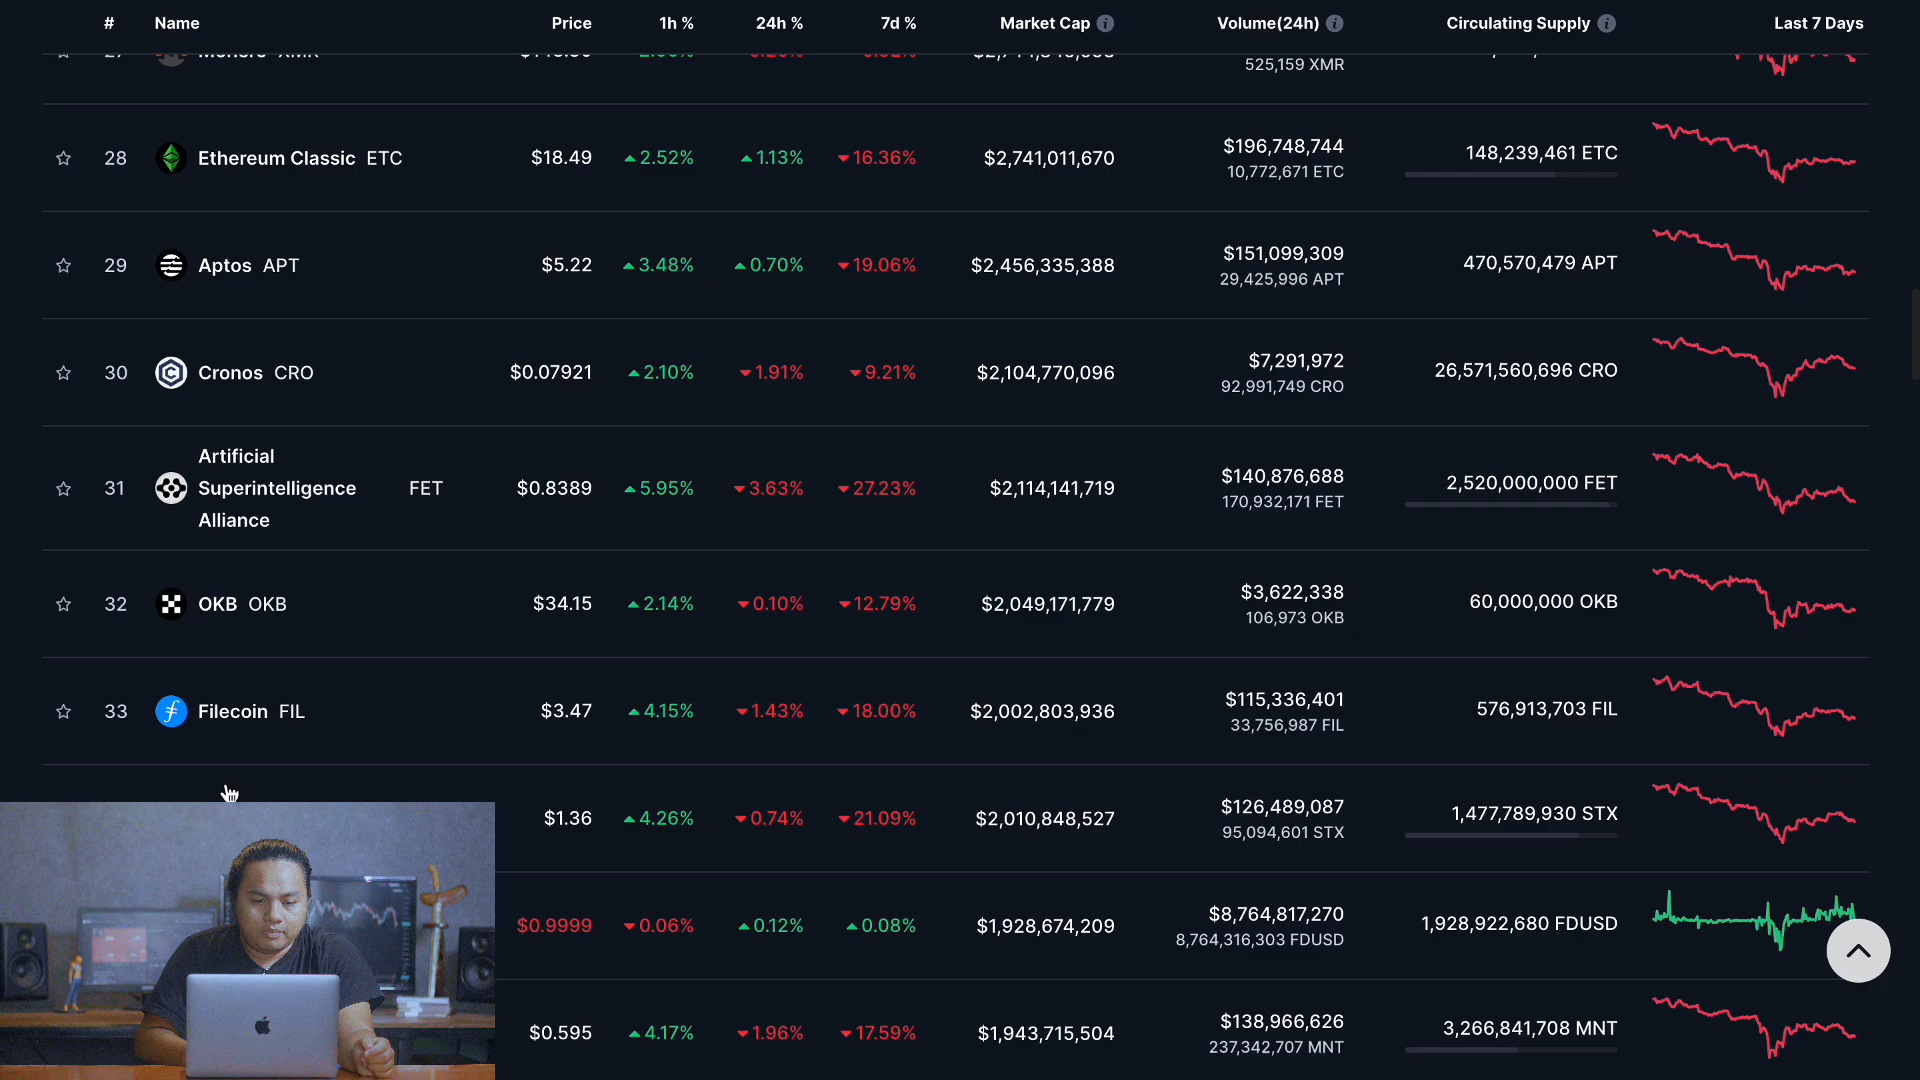 # Name Price 1h % 24h % 7d % Market Cap Volume(24h) Circulating Supply Last 7 Days
525,159 XMR
28 Ethereum Classic ETC $18.49 2.52% 1.13% 16.36% $2,741,011,670 $196,748,744 148,239,461 ETC
10,772,671 ETC
29 Aptos APT $5.22 3.48% 0.70% 19.06% $2,456,335,388 $151,099,309 470,570,479 APT
29,425,996 APT
30 Cronos CRO $0.07921 2.10% 1.91% 9.21% $2,104,770,096 $7,291,972 26,571,560,696 CRO
92,991,749 CRO
Artificial
31 Superintelligence FET $0.8389 5.95% 3.63% 27.23% $2,114,141,719 $140,876,688 2,520,000,000 FET
Alliance 170,932,171 FET
32 OKB OKB $34.15 2.14% 0.10% 12.79% $2,049,171,779 $3,622,338 60,000,000 OKB
106,973 OKB
33 Filecoin FIL $3.47 4.15% 1.43% 18.00% $2,002,803,936 $115,336,401 576,913,703 FIL
33,756,987 FIL
$1.36 4.26% 0.74% 21.09% $2,010,848,527 $126,489,087 1,477,789,930 STX
95,094,601 STX
$0.9999 0.06% 0.12% 0.08% $1,928,674,209 $8,764,817,270 1,928,922,680 FDUSD
8,764,316,303 FDUSD
$0.595 4.17% 1.96% 17.59% $1,943,715,504 $138,966,626 3,266,841,708 MNT
237,342,707 MNT